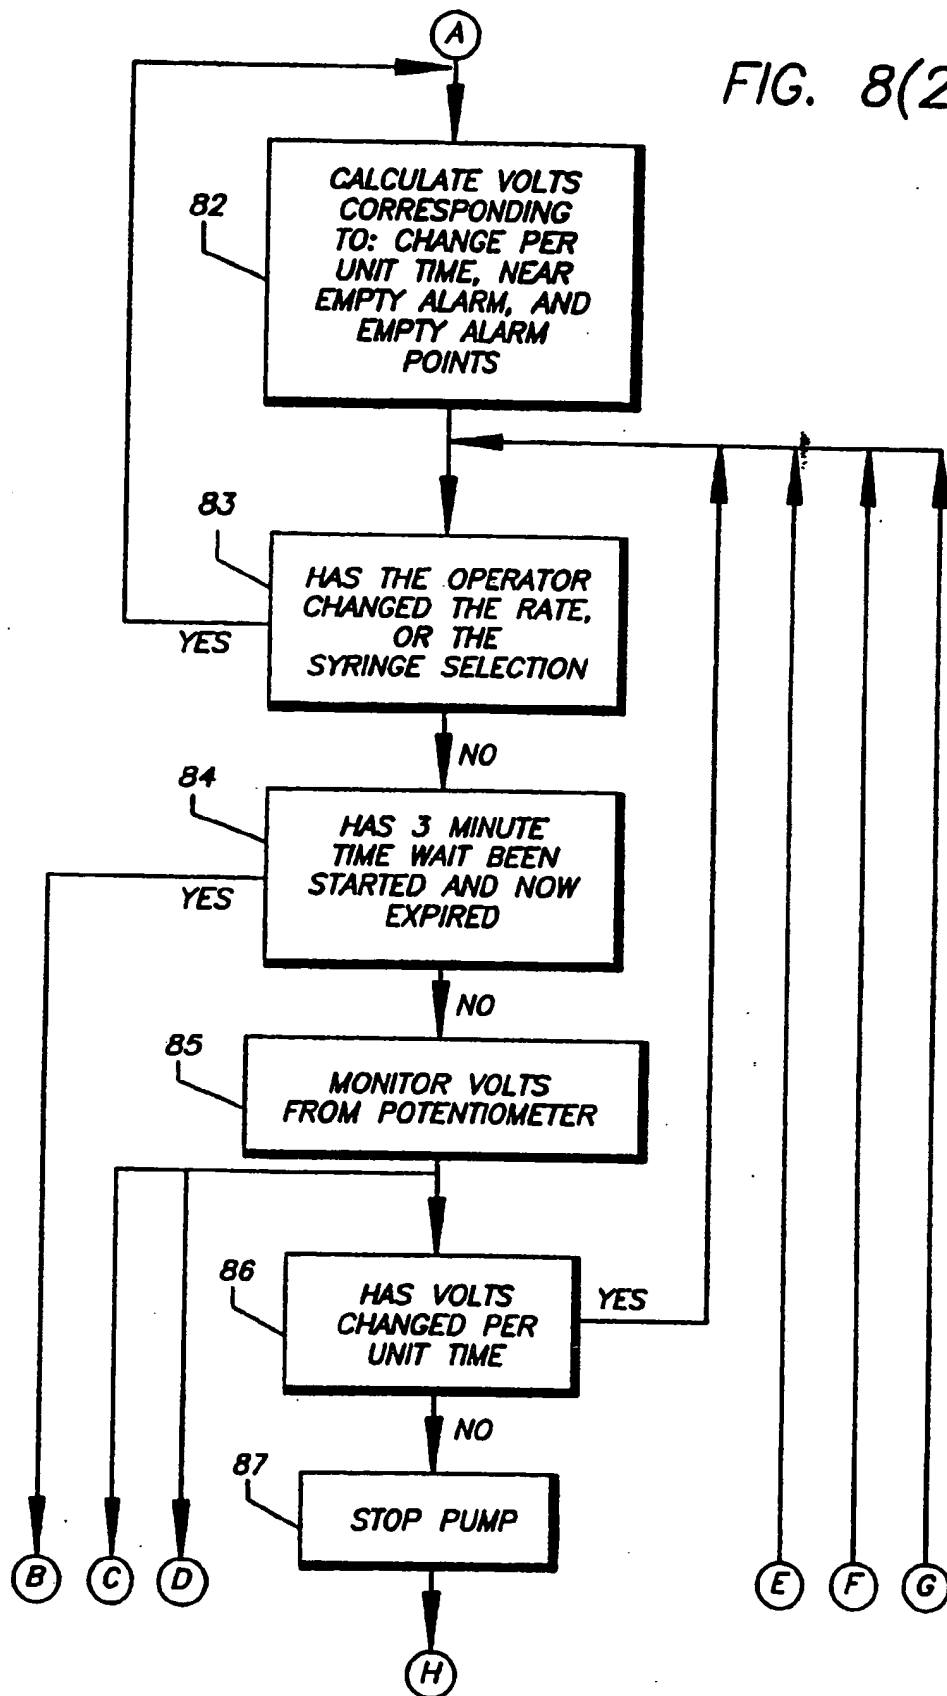 A
FIG. 8(2
82
CALCULATE VOLTS
CORRESPONDING
TO: CHANGE PER
UNIT TIME, NEAR
EMPTY ALARM, AND
EMPTY ALARM
POINTS
83
HAS THE OPERATOR
CHANGED THE RATE,
OR THE
SYRINGE SELECTION
YES
NO
84
HAS 3 MINUTE
TIME WAIT BEEN
STARTED AND NOW
EXPIRED
YES
NO
85
MONITOR VOLTS
FROM POTENTIOMETER
86
HAS VOLTS
CHANGED PER
UNIT TIME
YES
NO
87
STOP PUMP
B
C
D
E
F
G
H